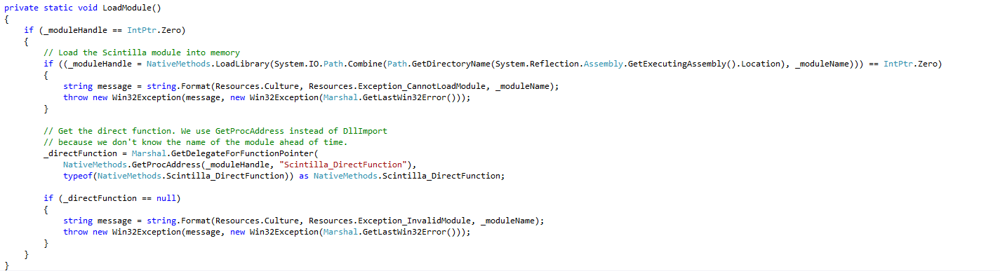 private static void LoadModule()
{
    if (_moduleHandle == IntPtr.Zero)
    {
        // Load the Scintilla module into memory
        if ((_moduleHandle = NativeMethods.LoadLibrary(System.IO.Path.Combine(Path.GetDirectoryName(System.Reflection.Assembly.GetExecutingAssembly().Location), _moduleName))) == IntPtr.Zero)
        {
            string message = string.Format(Resources.Culture, Resources.Exception_CannotLoadModule, _moduleName);
            throw new Win32Exception(message, new Win32Exception(Marshal.GetLastWin32Error()));
        }

        // Get the direct function. We use GetProcAddress instead of DllImport
        // because we don't know the name of the module ahead of time.
        _directFunction = Marshal.GetDelegateForFunctionPointer(
            NativeMethods.GetProcAddress(_moduleHandle, "Scintilla_DirectFunction"),
            typeof(NativeMethods.Scintilla_DirectFunction)) as NativeMethods.Scintilla_DirectFunction;

        if (_directFunction == null)
        {
            string message = string.Format(Resources.Culture, Resources.Exception_InvalidModule, _moduleName);
            throw new Win32Exception(message, new Win32Exception(Marshal.GetLastWin32Error()));
        }
    }
}